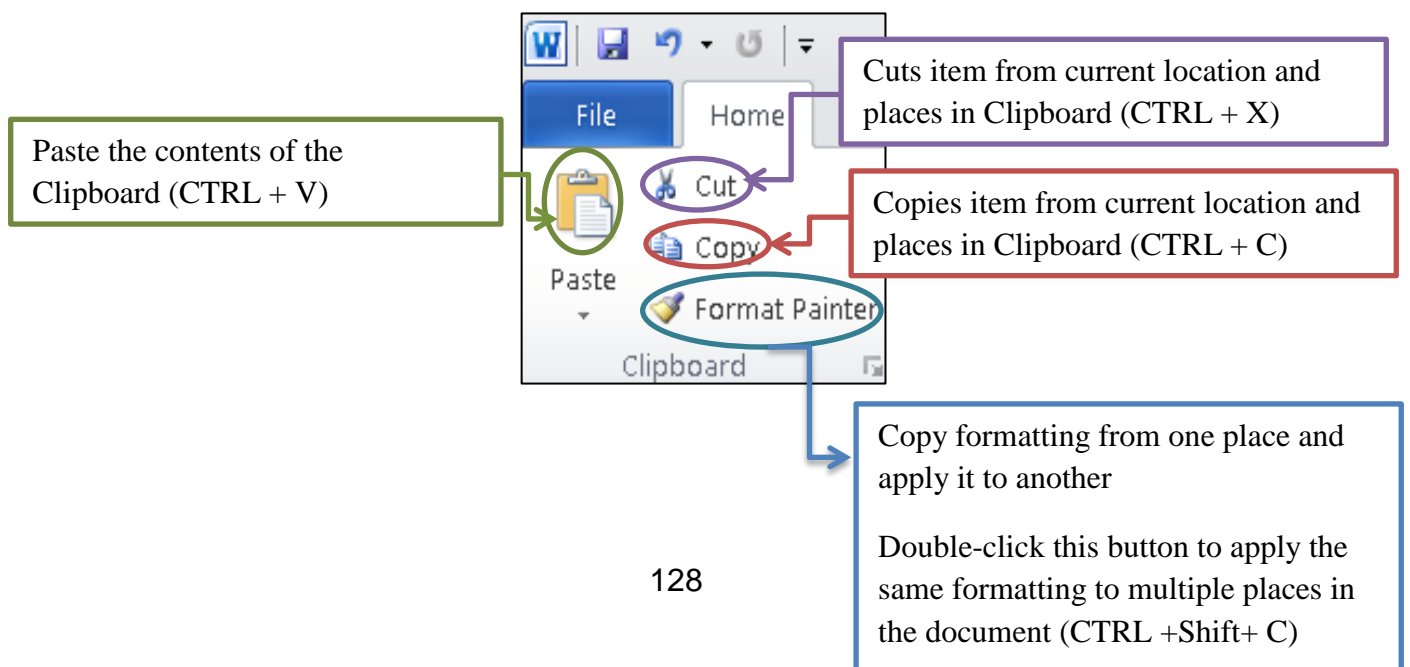 W
File Home
Cuts item from current location and
places in Clipboard (CTRL + X)
Paste the contents of the
Clipboard (CTRL + V)
Cut
Copies item from current location and
places in Clipboard (CTRL + C)
Copy
Paste
Format Painter
Clipboard
Copy formatting from one place and
apply it to another
Double-click this button to apply the
same formatting to multiple places in
the document (CTRL +Shift+ C)
128